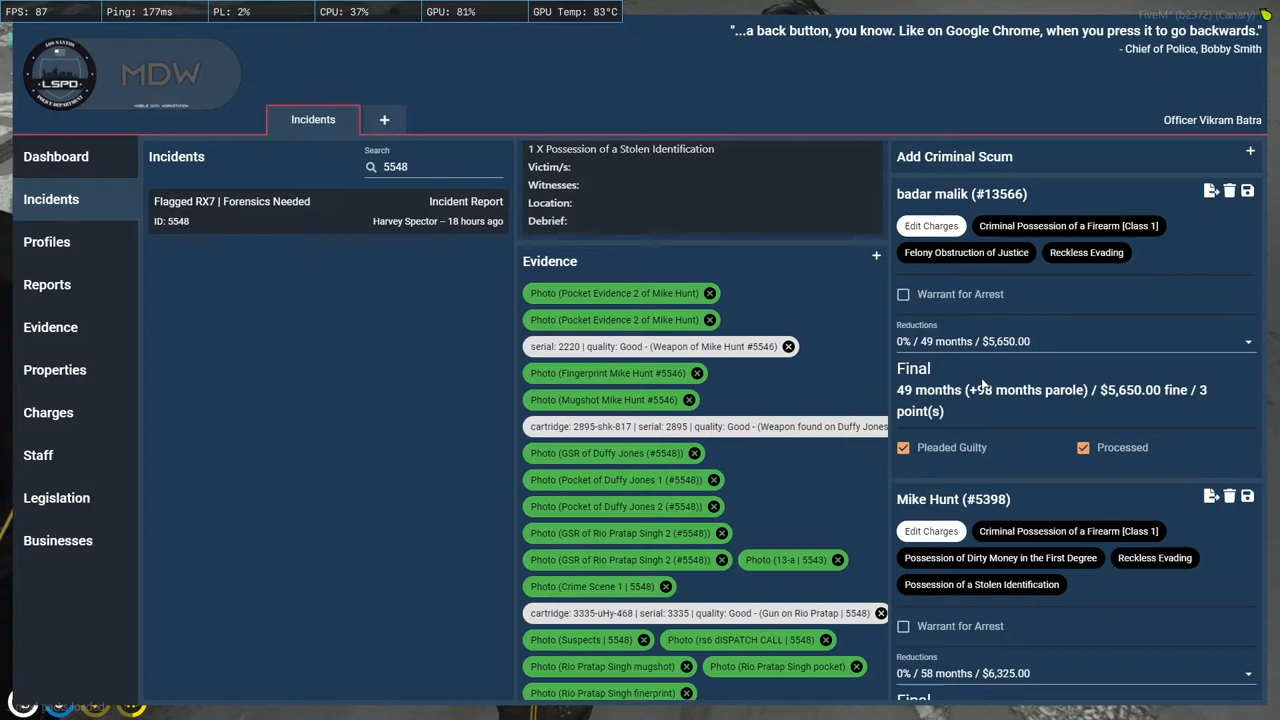 FPS: 87 Ping: 177ms PL: 2% CPU: 37% GPU: 81% GPU Temp: 83°C
FiveM* (b2372) (Canary)
"...a back button, you know. Like on Google Chrome, when you press it to go backwards."
- Chief of Police, Bobby Smith
LOS SANTOS
LSPD
POLICE DEPARTMENT
MDW
MOBILE DATA WORKSTATION
Incidents +
Officer Vikram Batra
Dashboard
Incidents
Profiles
Reports
Evidence
Properties
Charges
Staff
Legislation
Businesses
Incidents
Search
5548
Flagged RX7 | Forensics Needed Incident Report
ID: 5548 Harvey Spector – 18 hours ago
1 X Possession of a Stolen Identification
Victim/s:
Witnesses:
Location:
Debrief:
Evidence +
Photo (Pocket Evidence 2 of Mike Hunt)
Photo (Pocket Evidence 2 of Mike Hunt)
serial: 2220 | quality: Good - (Weapon of Mike Hunt #5546)
Photo (Fingerprint Mike Hunt #5546)
Photo (Mugshot Mike Hunt #5546)
cartridge: 2895-shk-817 | serial: 2895 | quality: Good - (Weapon found on Duffy Jones
Photo (GSR of Duffy Jones (#5548))
Photo (Pocket of Duffy Jones 1 (#5548))
Photo (Pocket of Duffy Jones 2 (#5548))
Photo (GSR of Rio Pratap Singh 2 (#5548))
Photo (GSR of Rio Pratap Singh 2 (#5548)) Photo (13-a | 5543)
Photo (Crime Scene 1 | 5548)
cartridge: 3335-uHy-468 | serial: 3335 | quality: Good - (Gun on Rio Pratap | 5548)
Photo (Suspects | 5548) Photo (rs6 dISPATCH CALL | 5548)
Photo (Rio Pratap Singh mugshot) Photo (Rio Pratap Singh pocket)
Photo (Rio Pratap Singh finerprint)
Add Criminal Scum +
badar malik (#13566)
Edit Charges Criminal Possession of a Firearm [Class 1]
Felony Obstruction of Justice Reckless Evading
Warrant for Arrest
Reductions
0% / 49 months / $5,650.00
Final
49 months (+98 months parole) / $5,650.00 fine / 3
point(s)
Pleaded Guilty Processed
Mike Hunt (#5398)
Edit Charges Criminal Possession of a Firearm [Class 1]
Possession of Dirty Money in the First Degree Reckless Evading
Possession of a Stolen Identification
Warrant for Arrest
Reductions
0% / 58 months / $6,325.00
Final